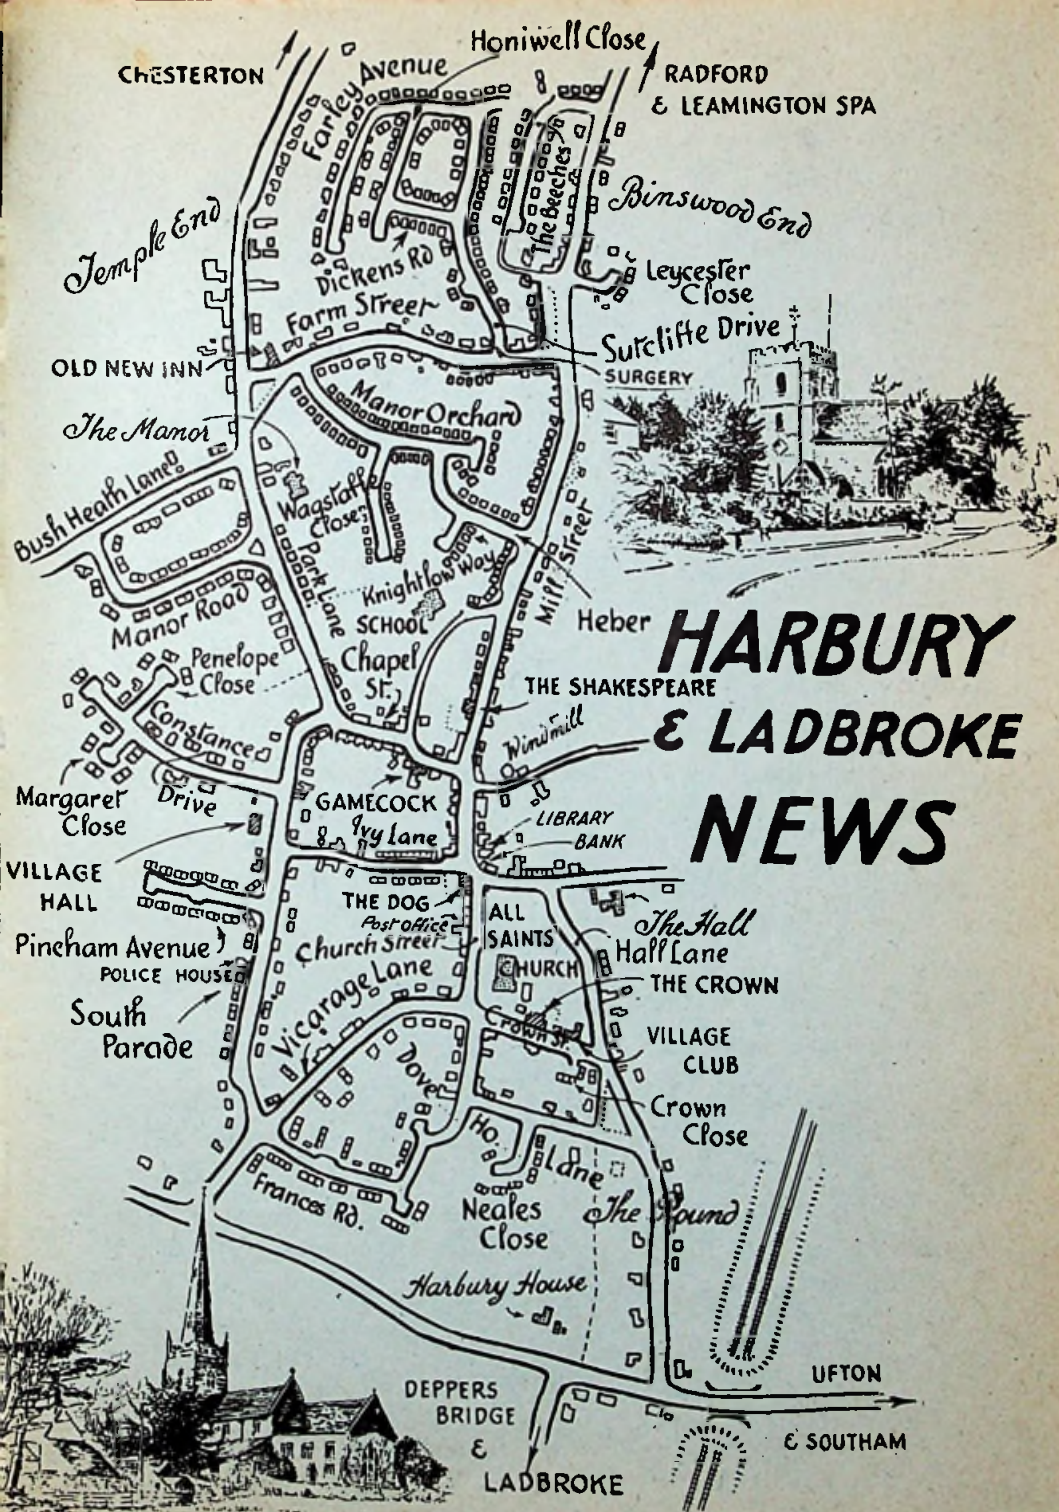 Honiwell Close
CHESTERTON
Farley Avenue
RADFORD
& LEAMINGTON SPA
The Beeches
Binswood End
Temple End
Dickens Rd
Leycester
Close
Farm Street
Sutcliffe Drive
OLD NEW INN
SURGERY
Manor Orchard
The Manor
Bush Heath Lane
Wagstaffe
Close
Park Lane
Knightlow Way
Mill Street
Manor Road
SCHOOL
Heber
HARBURY
& LADBROKE
NEWS
Penelope
Close
Chapel
St.
THE SHAKESPEARE
Constance
Drive
Windmill
Margaret
Close
GAMECOCK
Ivy Lane
LIBRARY
BANK
VILLAGE
HALL
THE DOG
Post Office
ALL
SAINTS
CHURCH
The Hall
Hall Lane
Pineham Avenue
Church Street
POLICE HOUSE
THE CROWN
Vicarage Lane
South
Parade
Crown St.
VILLAGE
CLUB
Dove
Crown
Close
HO.
Lane
Frances Rd.
Neales
Close
The Pound
Harbury House
DEPPERS
BRIDGE
&
LADBROKE
UFTON
& SOUTHAM